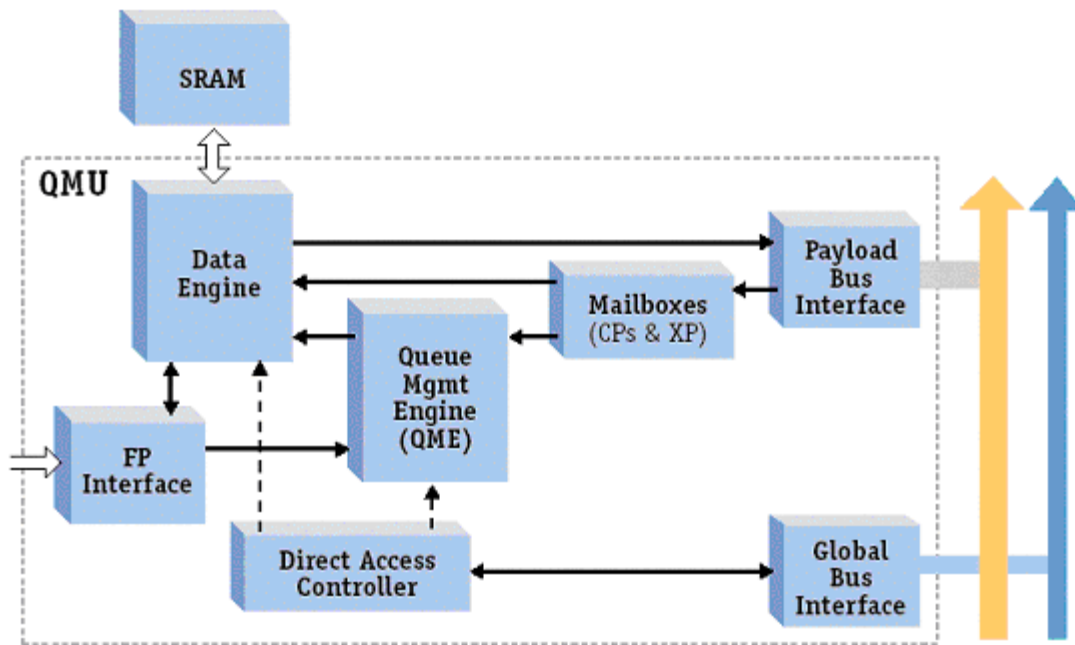 SRAM
QMU
Data
Engine
Payload
Bus
Interface
Mailboxes
(CPs & XP)
Queue
Mgmt
Engine
(QME)
FP
Interface
Direct Access
Controller
Global
Bus
Interface